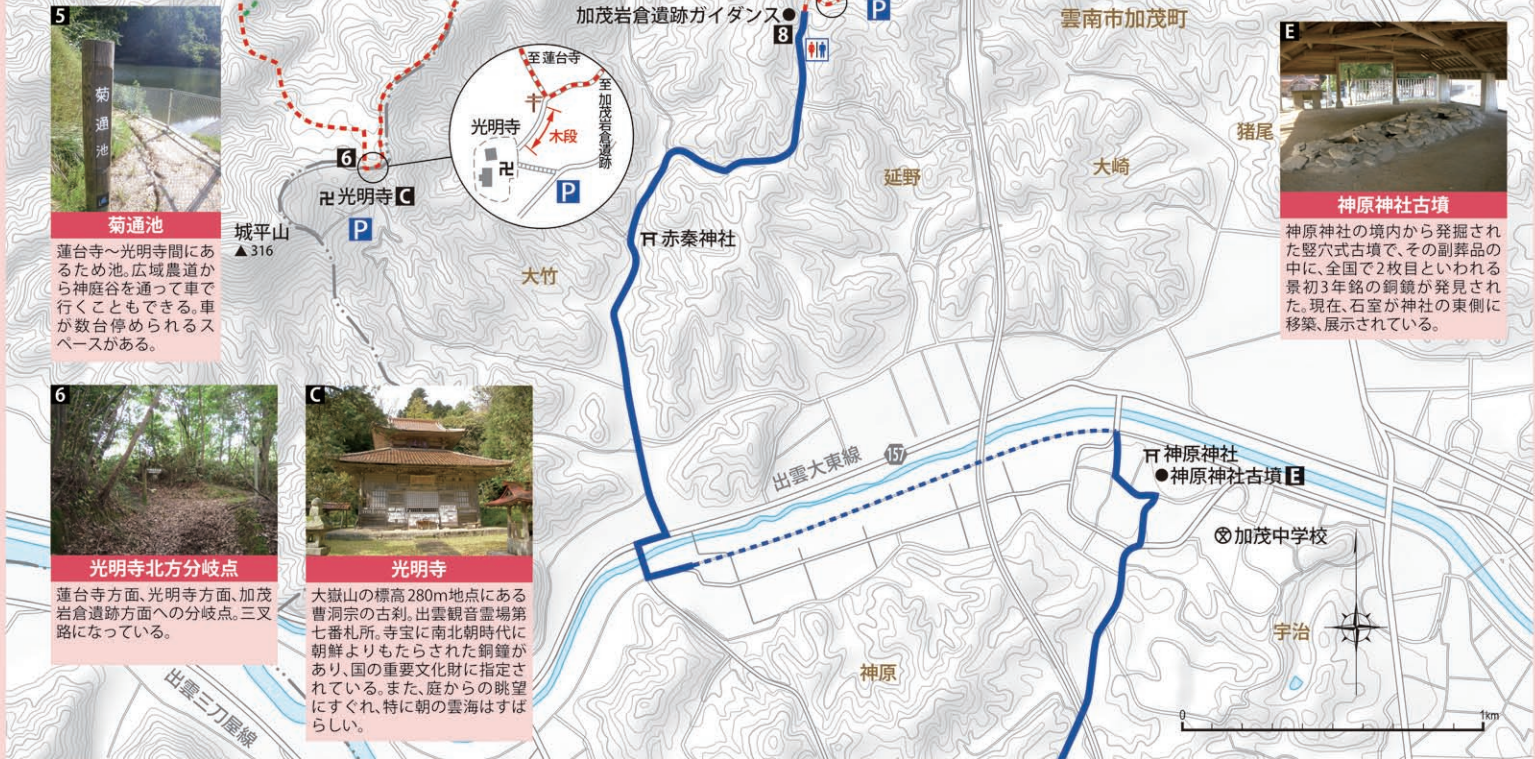 5
菊通池
菊通池
蓮台寺～光明寺間にあ
るため池。広域農道か
ら神庭谷を通って車で
行くこともできる。車
が数台停められるス
ペースがある。
6
光明寺北方分岐点
蓮台寺方面、光明寺方面、加茂
岩倉遺跡方面への分岐点。三叉
路になっている。
C
光明寺
大嶽山の標高280m地点にある
曹洞宗の古刹。出雲観音霊場第
七番札所。寺宝に南北朝時代に
朝鮮よりもたらされた銅鐘が
あり、国の重要文化財に指定さ
れている。また、庭からの眺望
にすぐれ、特に朝の雲海はすば
らしい。
加茂岩倉遺跡ガイダンス
8
P
雲南市加茂町
至蓮台寺
至加茂岩倉遺跡
光明寺
木段
P
6
卍光明寺 C
P
城平山
▲316
大竹
赤秦神社
延野
大崎
猪尾
出雲大東線 157
神原神社
神原神社古墳 E
加茂中学校
宇治
神原
出雲三刀屋線
0 1km
E
神原神社古墳
神原神社の境内から発掘され
た竪穴式古墳で、その副葬品の
中に、全国で2枚目といわれる
景初3年銘の銅鏡が発見され
た。現在、石室が神社の東側に
移築、展示されている。